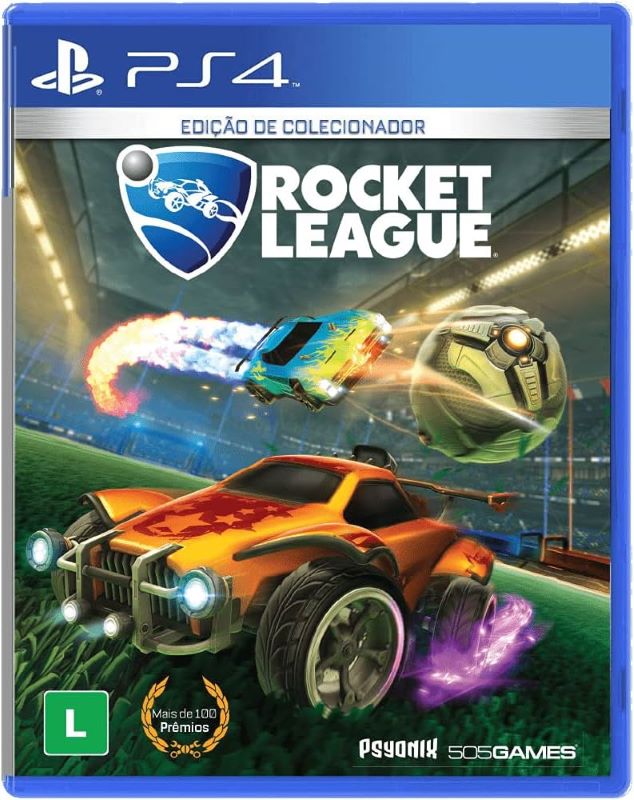 PS4
EDIÇÃO DE COLECIONADOR
ROCKET
LEAGUE
L
Mais de 100
Prêmios
PSYONIX
505GAMES